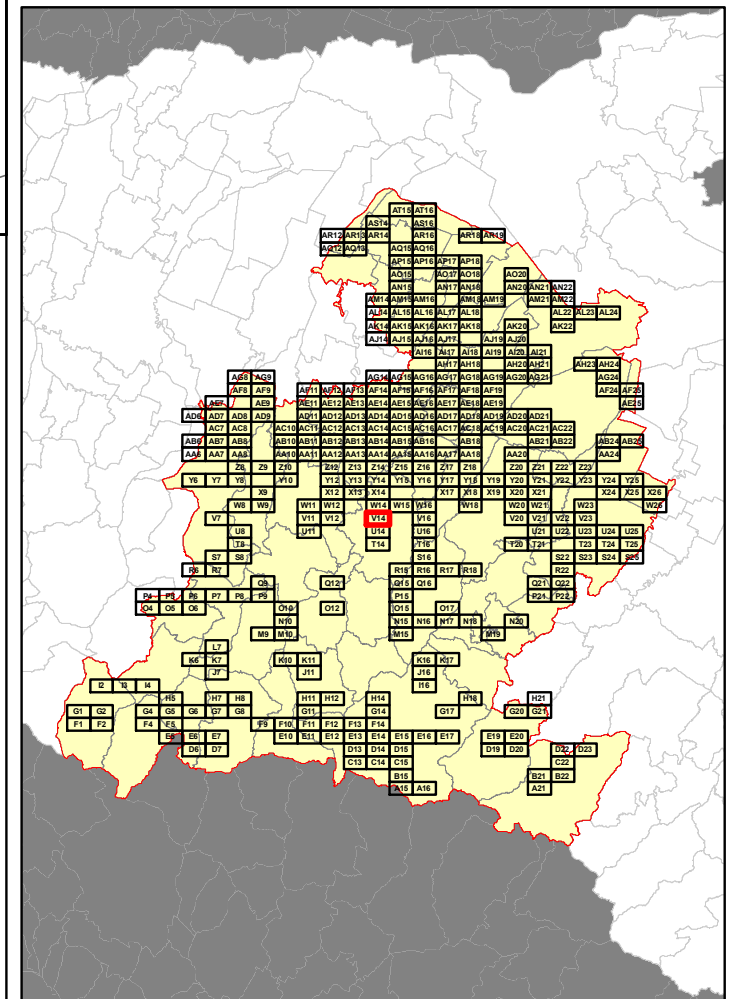 AT15 AT16
AS14 AS16
AR12 AR13 AR14 AR16 AR18 AR19
AQ12 AQ13 AQ15 AQ16
AP15 AP16 AP17 AP18
AO15 AO17 AO18 AO20
AN15 AN17 AN18 AN20 AN21 AN22
AM14 AM15 AM16 AM18 AM19 AM21 AM22
AL14 AL15 AL16 AL17 AL18 AL22 AL23 AL24
AK14 AK15 AK16 AK17 AK18 AK20 AK22
AJ14 AJ15 AJ16 AJ17 AJ19 AJ20
AI16 AI17 AI18 AI19 AI20 AI21
AH17 AH18 AH20 AH21 AH23 AH24
AG8 AG9 AG14 AG15 AG16 AG17 AG18 AG19 AG20 AG21 AG24
AF8 AF9 AF11 AF12 AF13 AF14 AF15 AF16 AF17 AF18 AF19 AF24 AF25
AE7 AE9 AE11 AE12 AE13 AE14 AE15 AE16 AE17 AE18 AE19 AE25
AD6 AD7 AD8 AD9 AD11 AD12 AD13 AD14 AD15 AD16 AD17 AD18 AD19 AD20 AD21
AC7 AC8 AC10 AC11 AC12 AC13 AC14 AC15 AC16 AC17 AC18 AC19 AC20 AC21 AC22
AB6 AB7 AB8 AB10 AB11 AB12 AB13 AB14 AB15 AB16 AB18 AB21 AB22 AB24 AB25
AA6 AA7 AA8 AA10 AA11 AA12 AA13 AA14 AA15 AA16 AA17 AA18 AA20 AA24
Z8 Z9 Z10 Z12 Z13 Z14 Z15 Z16 Z17 Z18 Z20 Z21 Z22 Z23
Y6 Y7 Y8 Y10 Y12 Y13 Y14 Y15 Y16 Y17 Y18 Y19 Y20 Y21 Y22 Y23 Y24 Y25
X9 X12 X13 X14 X17 X18 X19 X20 X21 X24 X25 X26
W8 W9 W11 W12 W14 W15 W16 W18 W20 W21 W23 W26
V7 V11 V12 V14 V16 V20 V21 V22 V23
U8 U11 U14 U16 U21 U22 U23 U24 U25
T8 T14 T16 T20 T21 T23 T24 T25
S7 S8 S16 S22 S23 S24 S25
R6 R7 R15 R16 R17 R18 R22
Q9 Q12 Q15 Q16 Q21 Q22
P4 P5 P6 P7 P8 P9 P15 P21 P22
O4 O5 O6 O10 O12 O15 O17
N10 N15 N16 N17 N18 N20
M9 M10 M15 M19
L7
K6 K7 K10 K11 K16 K17
J7 J11 J16
I2 I3 I4 I16
H5 H7 H8 H11 H12 H14 H18 H21
G1 G2 G4 G5 G6 G7 G8 G11 G14 G17 G20 G21
F1 F2 F4 F5 F9 F10 F11 F12 F13 F14
E5 E6 E7 E10 E11 E12 E13 E14 E15 E16 E17 E19 E20
D6 D7 D13 D14 D15 D19 D20 D22 D23
C13 C14 C15 C22
B15 B21 B22
A15 A16 A21